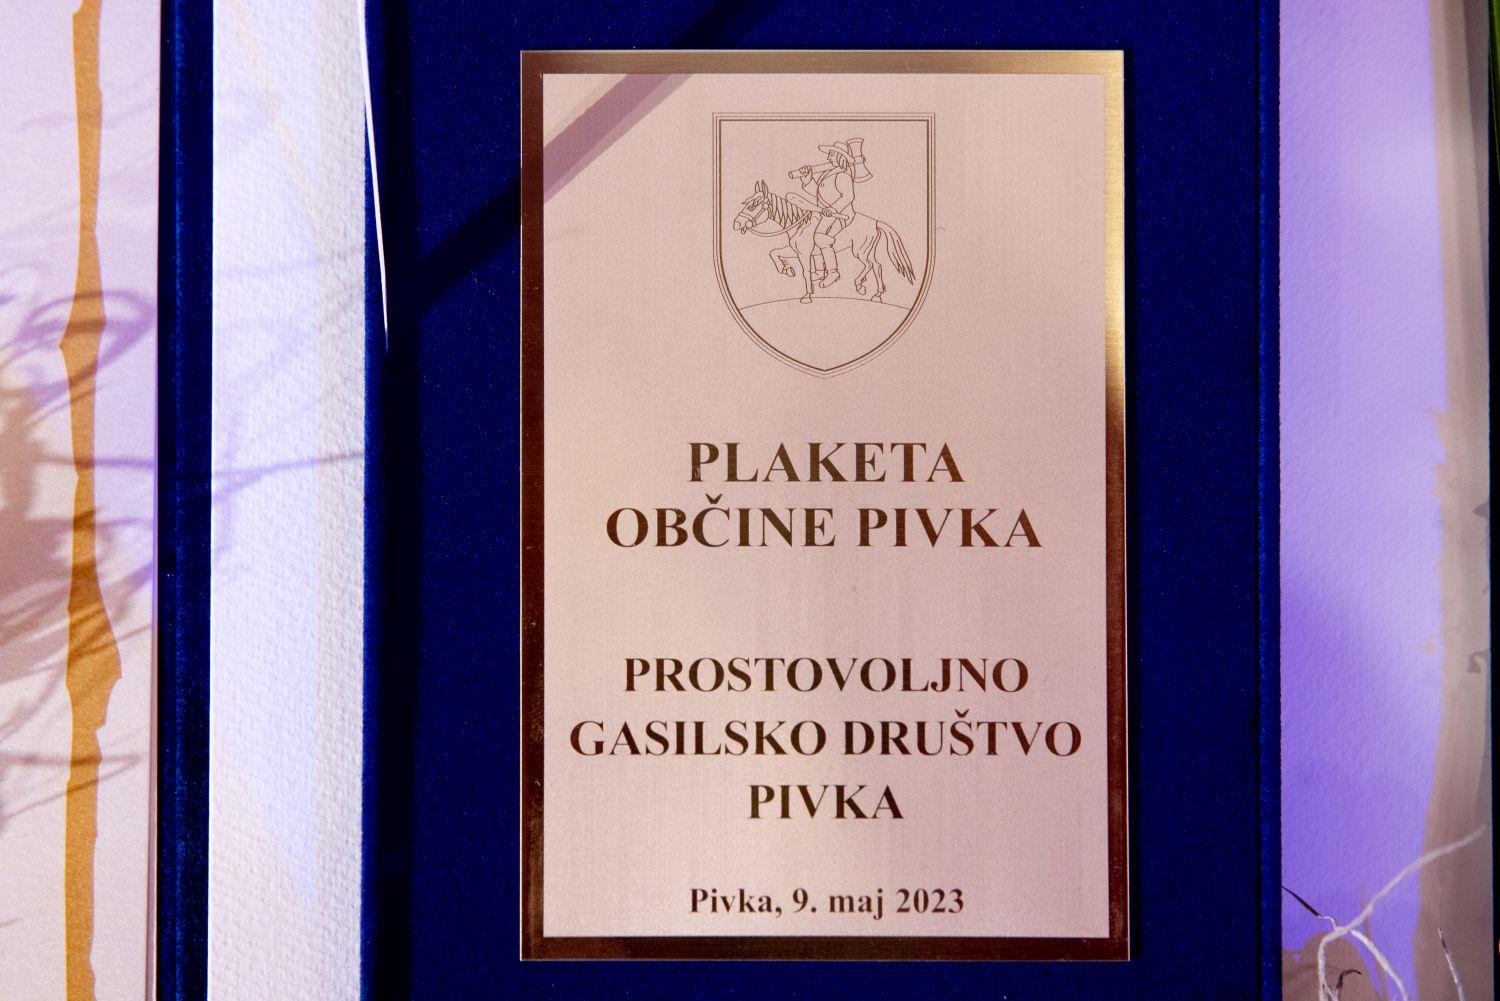 PLAKETA
OBČINE PIVKA
PROSTOVOLJNO
GASILSKO DRUŠTVO
PIVKA
Pivka, 9. maj 2023